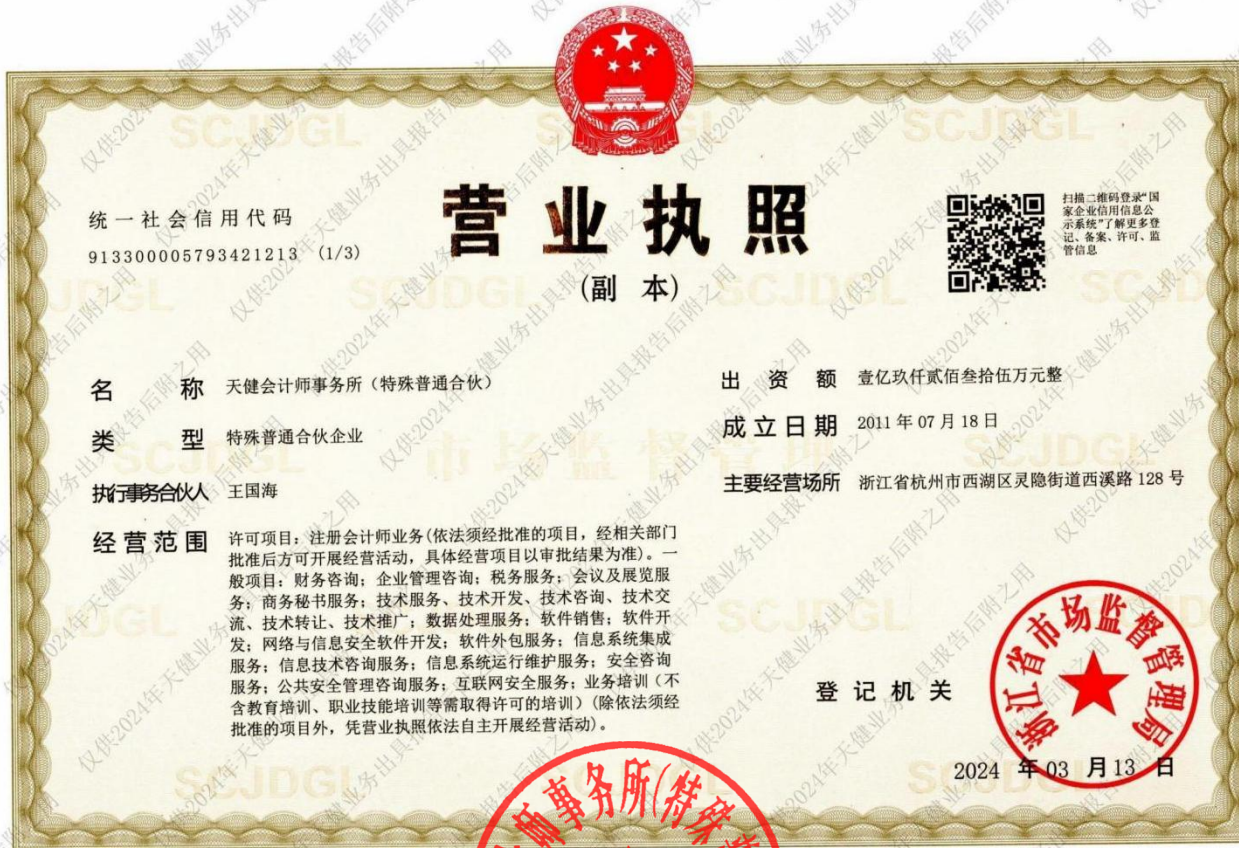 营业执照
(副 本)
统一社会信用代码
913300005793421213 (1/3)
扫描二维码登录“国
家企业信用信息公
示系统”了解更多登
记、备案、许可、监
管信息
名 称 天健会计师事务所（特殊普通合伙）
类 型 特殊普通合伙企业
执行事务合伙人 王国海
经营范围 许可项目：注册会计师业务(依法须经批准的项目，经相关部门
批准后方可开展经营活动，具体经营项目以审批结果为准)。一
般项目：财务咨询；企业管理咨询；税务服务；会议及展览服
务；商务秘书服务；技术服务、技术开发、技术咨询、技术交
流、技术转让、技术推广；数据处理服务；软件销售；软件开
发；网络与信息安全软件开发；软件外包服务；信息系统集成
服务；信息技术咨询服务；信息系统运行维护服务；安全咨询
服务；公共安全管理咨询服务；互联网安全服务；业务培训（不
含教育培训、职业技能培训等需取得许可的培训）(除依法须经
批准的项目外，凭营业执照依法自主开展经营活动)。
出 资 额 壹亿玖仟贰佰叁拾伍万元整
成立日期 2011年07月18日
主要经营场所 浙江省杭州市西湖区灵隐街道西溪路128号
登记机关
浙江省市场监督管理局
2024 年 03 月 13 日
师事务所(特殊普
仅供2024年天健业务出具报告后附之用
SCJDGL
市场监督管理